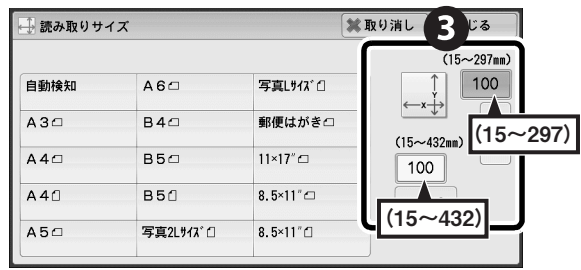 読み取りサイズ
取り消し
3
じる
自動検知
A6
写真Lサイズ
A3
B4
郵便はがき
A4
B5
11×17"
A4
B5
8.5×11"
A5
写真2Lサイズ
8.5×11"
(15～297㎜)
Y
100
X
(15～297)
(15～432㎜)
100
(15～432)